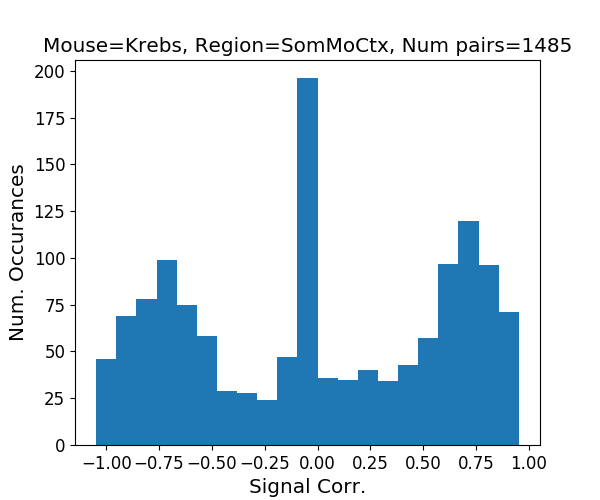 Mouse=Krebs, Region=SomMoCtx, Num pairs=1485
200
175
150
125
100
75
50
25
0
Num. Occurances
−1.00 −0.75 −0.50 −0.25 0.00 0.25 0.50 0.75 1.00
Signal Corr.